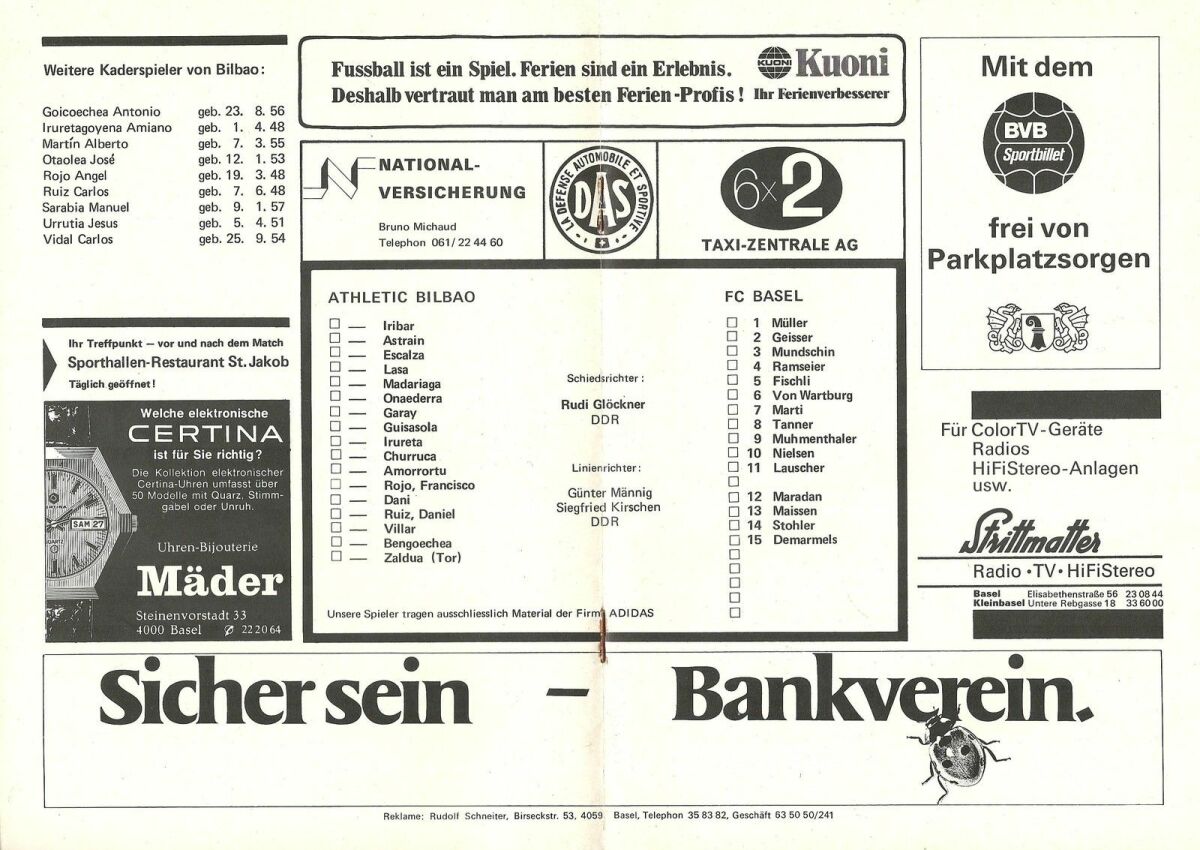 Weitere Kaderspieler von Bilbao:
Goicoechea Antonio geb. 23. 8. 56
Iruretagoyena Amiano geb. 1. 4. 48
Martín Alberto geb. 7. 3. 55
Otaolea José geb. 12. 1. 53
Rojo Angel geb. 19. 3. 48
Ruiz Carlos geb. 7. 6. 48
Sarabia Manuel geb. 9. 1. 57
Urrutia Jesus geb. 5. 4. 51
Vidal Carlos geb. 25. 9. 54
Ihr Treffpunkt – vor und nach dem Match
Sporthallen-Restaurant St. Jakob
Täglich geöffnet!
Welche elektronische
CERTINA
ist für Sie richtig?
Die Kollektion elektronischer
Certina-Uhren umfasst über
50 Modelle mit Quarz, Stimm-
gabel oder Unruh.
SAM 27
Uhren-Bijouterie
Mäder
Steinenvorstadt 33
4000 Basel ✆ 22 20 64
Fussball ist ein Spiel. Ferien sind ein Erlebnis.
Deshalb vertraut man am besten Ferien-Profis!
KUONI
Kuoni
Ihr Ferienverbesserer
NATIONAL-
VERSICHERUNG
Bruno Michaud
Telephon 061/ 22 44 60
LA DEFENSE AUTOMOBILE ET SPORTIVE
DAS
6x2
TAXI-ZENTRALE AG
ATHLETIC BILBAO
— Iribar
— Astrain
— Escalza
— Lasa
— Madariaga
— Onaederra
— Garay
— Guisasola
— Irureta
— Churruca
— Amorrortu
— Rojo, Francisco
— Dani
— Ruiz, Daniel
— Villar
— Bengoechea
— Zaldua (Tor)
Schiedsrichter:
Rudi Glöckner
DDR
Linienrichter:
Günter Männig
Siegfried Kirschen
DDR
FC BASEL
1 Müller
2 Geisser
3 Mundschin
4 Ramseier
5 Fischli
6 Von Wartburg
7 Marti
8 Tanner
9 Muhmenthaler
10 Nielsen
11 Lauscher
12 Maradan
13 Maissen
14 Stohler
15 Demarmels
Unsere Spieler tragen ausschliesslich Material der Firma ADIDAS
Mit dem
BVB
Sportbillet
frei von
Parkplatzsorgen
Für ColorTV-Geräte
Radios
HiFiStereo-Anlagen
usw.
Strittmatter
Radio • TV • HiFiStereo
Basel Elisabethenstraße 56 23 08 44
Kleinbasel Untere Rebgasse 18 33 60 00
Sicher sein – Bankverein.
Reklame: Rudolf Schneiter, Birseckstr. 53, 4059 Basel, Telephon 35 83 82, Geschäft 63 50 50/241